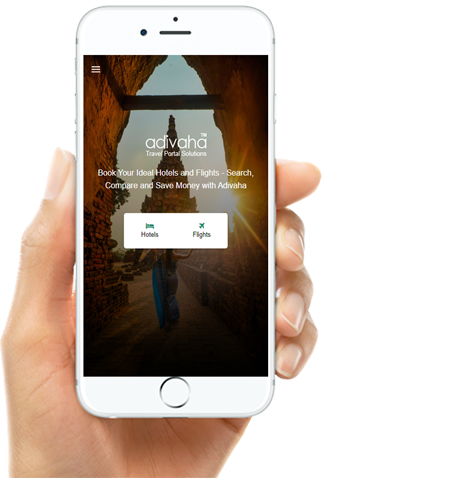 adivaha™
Travel Portal Solutions
Book Your Ideal Hotels and Flights - Search,
Compare and Save Money with Adivaha
Hotels
Flights